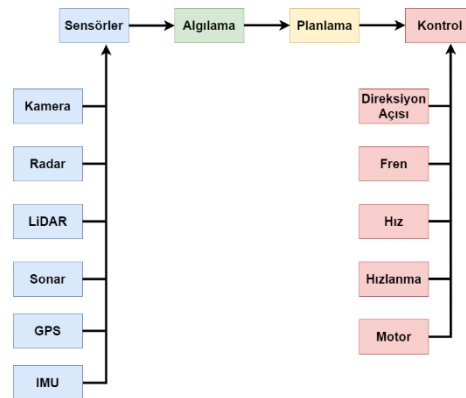 Sensörler
Algılama
Planlama
Kontrol
Kamera
Radar
LiDAR
Sonar
GPS
IMU
Direksiyon
Açısı
Fren
Hız
Hızlanma
Motor